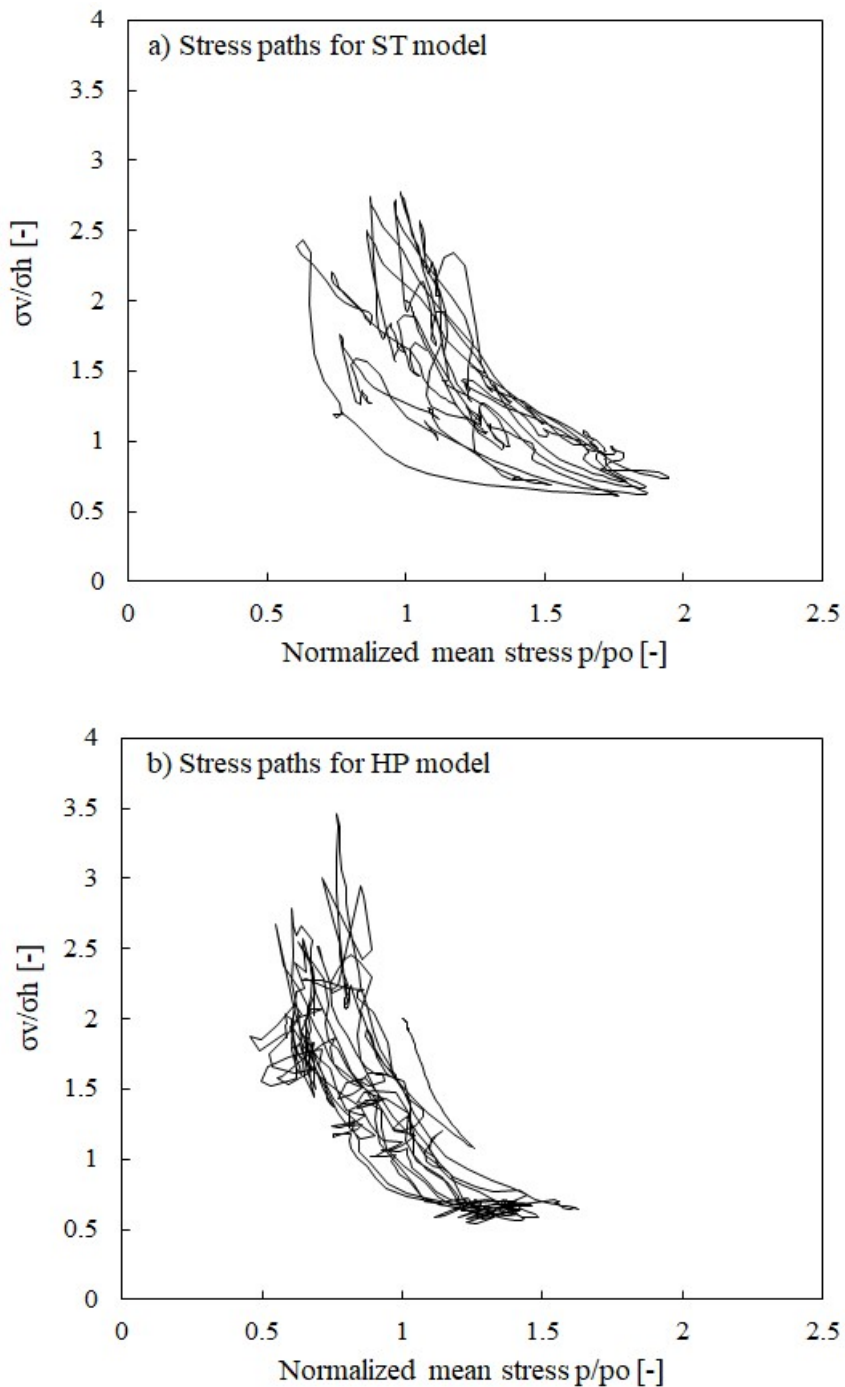 a) Stress paths for ST model
4
3.5
3
2.5
2
1.5
1
0.5
0
σv/σh [-]
0 0.5 1 1.5 2 2.5
Normalized mean stress p/po [-]
b) Stress paths for HP model
4
3.5
3
2.5
2
1.5
1
0.5
0
σv/σh [-]
0 0.5 1 1.5 2 2.5
Normalized mean stress p/po [-]